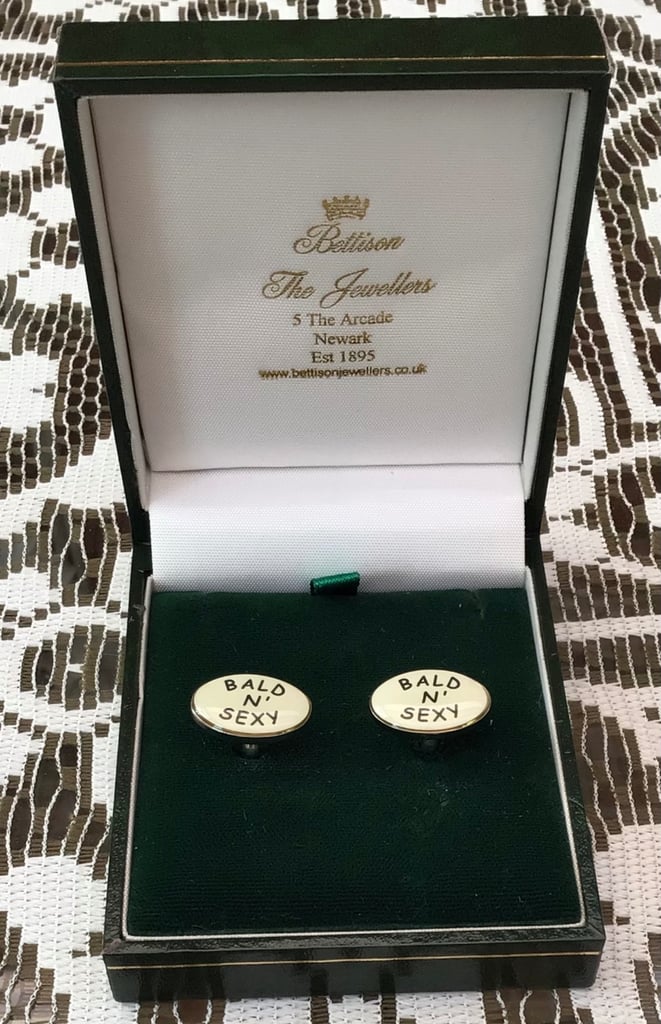 Bettison
The Jewellers
5 The Arcade
Newark
Est 1895
www.bettisonjewellers.co.uk
BALD
N'
SEXY
BALD
N'
SEXY